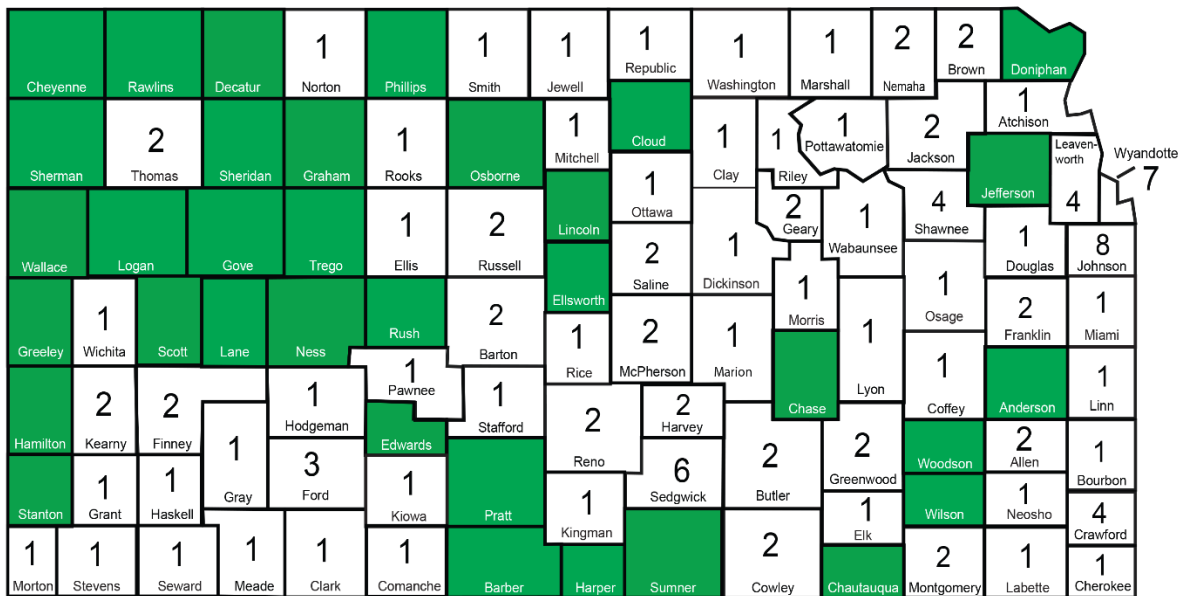 1
Norton
1
Smith
1
Jewell
1
Republic
1
Washington
1
Marshall
2
Nemaha
2
Brown
Cheyenne
Rawlins
Decatur
Phillips
Doniphan
2
Thomas
1
Rooks
1
Mitchell
Cloud
1
Clay
1
Riley
1
Pottawatomie
2
Jackson
1
Atchison
Leaven-
worth
4
Wyandotte
7
Sherman
Sheridan
Graham
Osborne
Jefferson
1
Ottawa
Lincoln
2
Geary
1
Wabaunsee
4
Shawnee
1
Douglas
8
Johnson
Wallace
Logan
Gove
Trego
1
Ellis
2
Russell
2
Saline
1
Dickinson
Ellsworth
1
Morris
1
Osage
2
Franklin
1
Miami
Greeley
1
Wichita
Scott
Lane
Ness
Rush
2
Barton
1
Rice
2
McPherson
1
Marion
Chase
1
Lyon
1
Coffey
Anderson
1
Linn
1
Pawnee
Hamilton
2
Kearny
2
Finney
1
Hodgeman
Edwards
1
Stafford
2
Reno
2
Harvey
2
Butler
2
Greenwood
Woodson
2
Allen
1
Bourbon
1
Gray
3
Ford
6
Sedgwick
Stanton
1
Grant
1
Haskell
1
Kiowa
Pratt
1
Kingman
1
Elk
Wilson
1
Neosho
4
Crawford
1
Morton
1
Stevens
1
Seward
1
Meade
1
Clark
1
Comanche
Barber
Harper
Sumner
2
Cowley
Chautauqua
2
Montgomery
1
Labette
1
Cherokee